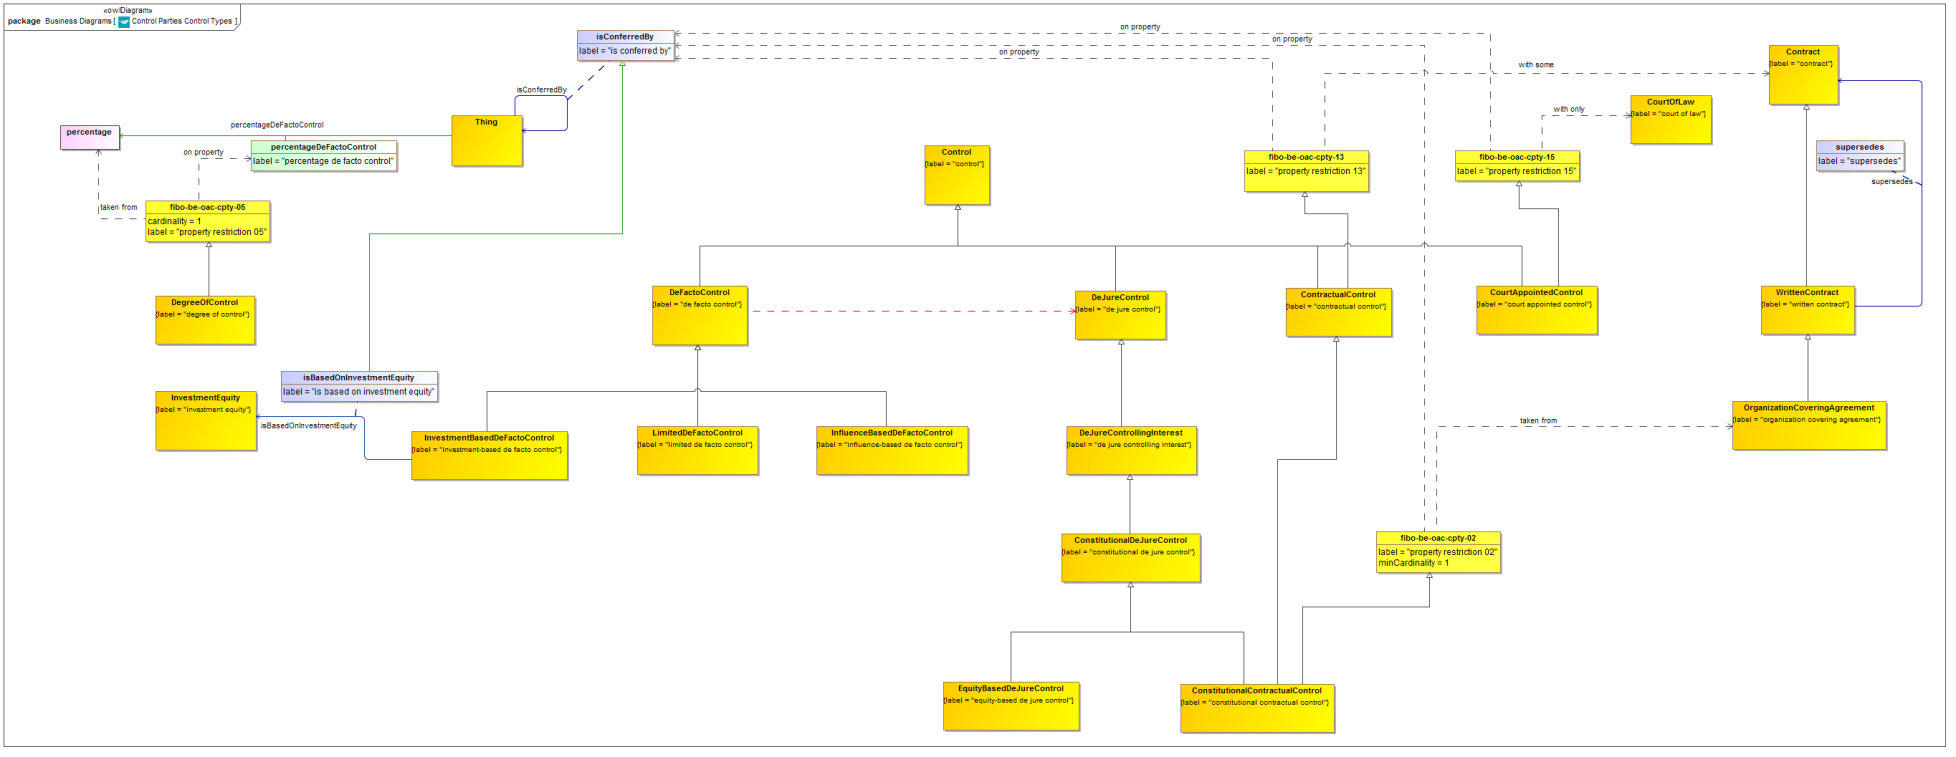 «owlDiagram»
package Business Diagrams [ Control Parties Control Types ]
isConferredBy
label = "is conferred by"
on property
on property
on property
isConferredBy
Thing
percentage
percentageDeFactoControl
percentageDeFactoControl
label = "percentage de facto control"
on property
taken from
fibo-be-oac-cpty-05
cardinality = 1
label = "property restriction 05"
DegreeOfControl
{label = "degree of control"}
Control
{label = "control"}
fibo-be-oac-cpty-13
label = "property restriction 13"
with some
fibo-be-oac-cpty-15
label = "property restriction 15"
with only
CourtOfLaw
{label = "court of law"}
Contract
{label = "contract"}
supersedes
label = "supersedes"
supersedes
DeFactoControl
{label = "de facto control"}
DeJureControl
{label = "de jure control"}
ContractualControl
{label = "contractual control"}
CourtAppointedControl
{label = "court appointed control"}
WrittenContract
{label = "written contract"}
isBasedOnInvestmentEquity
label = "is based on investment equity"
InvestmentEquity
{label = "investment equity"}
isBasedOnInvestmentEquity
InvestmentBasedDeFactoControl
{label = "investment-based de facto control"}
LimitedDeFactoControl
{label = "limited de facto control"}
InfluenceBasedDeFactoControl
{label = "influence-based de facto control"}
DeJureControllingInterest
{label = "de jure controlling interest"}
OrganizationCoveringAgreement
{label = "organization covering agreement"}
taken from
ConstitutionalDeJureControl
{label = "constitutional de jure control"}
fibo-be-oac-cpty-02
label = "property restriction 02"
minCardinality = 1
EquityBasedDeJureControl
{label = "equity-based de jure control"}
ConstitutionalContractualControl
{label = "constitutional contractual control"}